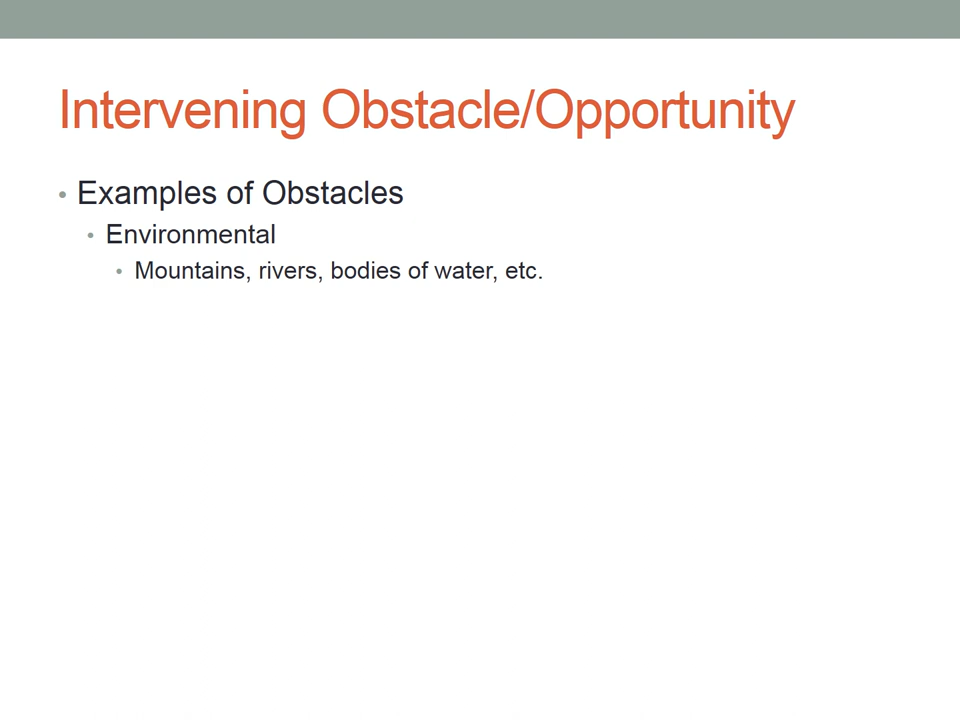 Intervening Obstacle/Opportunity
• Examples of Obstacles
• Environmental
• Mountains, rivers, bodies of water, etc.